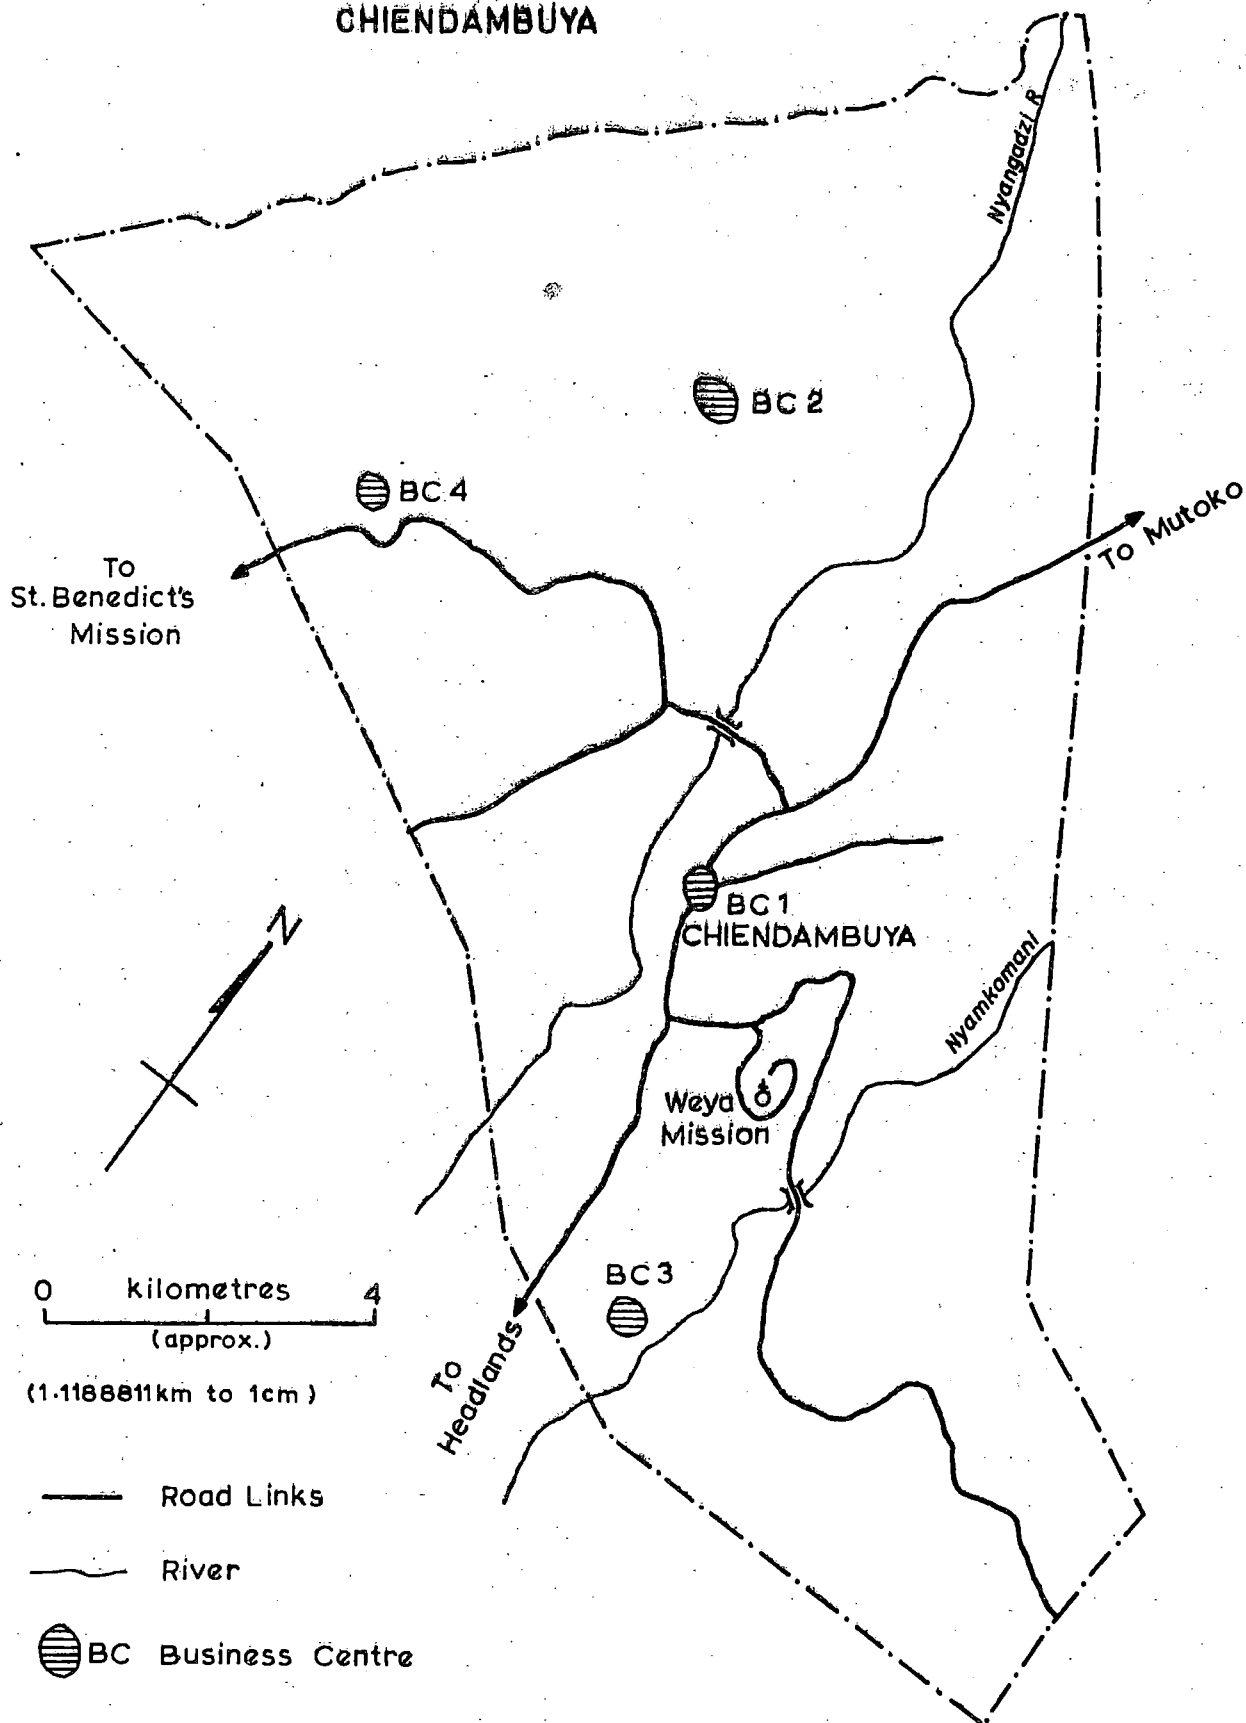 CHIENDAMBUYA
Nyangadzi R
BC 2
BC 4
To Mutoko
To
St. Benedict's
Mission
BC 1
CHIENDAMBUYA
N
Nyamkomani
Weya
Mission
BC 3
0 kilometres 4
(approx.)
(1·1188811km to 1cm)
To
Headlands
Road Links
River
BC Business Centre